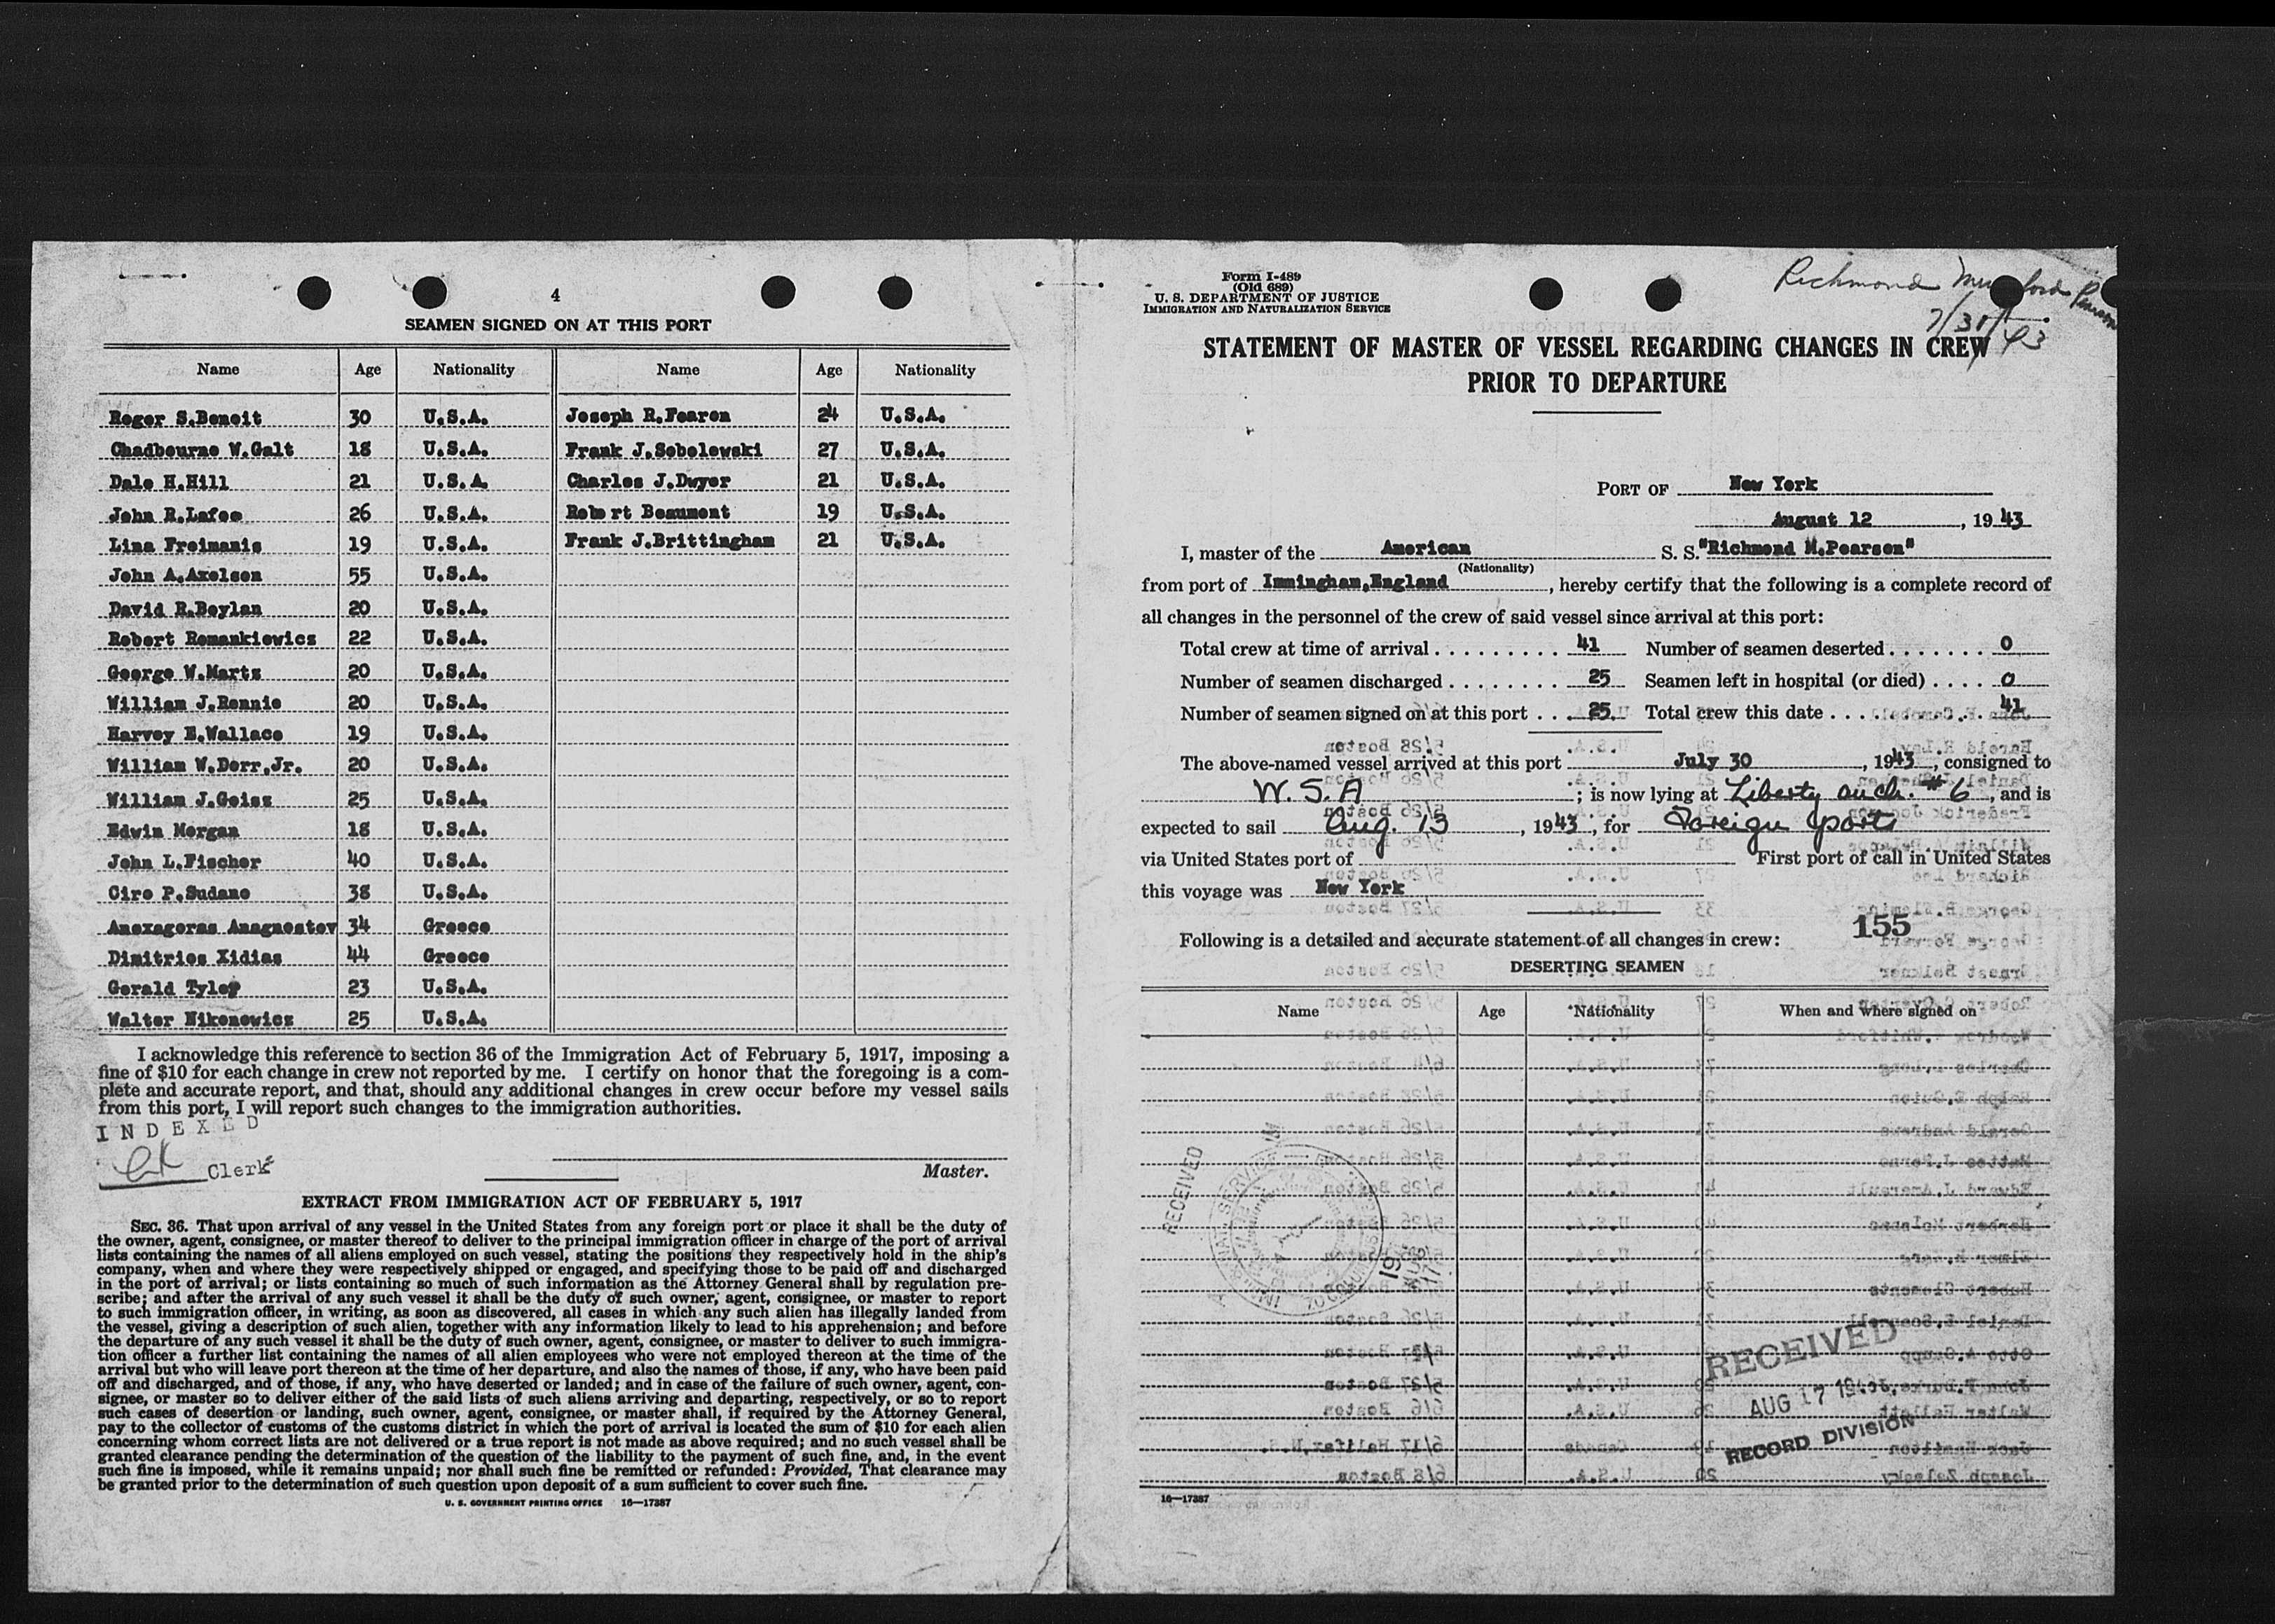 4
SEAMEN SIGNED ON AT THIS PORT
Name Age Nationality Name Age Nationality
Roger S.Benoit 30 U.S.A. Joseph R.Fearon 24 U.S.A.
Chadbourne W.Galt 18 U.S.A. Frank J.Sobolewski 27 U.S.A.
Dale H.Hill 21 U.S.A. Charles J.Dwyer 21 U.S.A.
John R.Lafoe 26 U.S.A. Robert Beaumont 19 U.S.A.
Lina Freimanis 19 U.S.A. Frank J.Brittingham 21 U.S.A.
John A.Axelsen 55 U.S.A.
David R.Boylan 20 U.S.A.
Robert Romankiewicz 22 U.S.A.
George W.Martz 20 U.S.A.
William J.Rennie 20 U.S.A.
Harvey E.Wallace 19 U.S.A.
William W.Dorr,Jr. 20 U.S.A.
William J.Geisz 25 U.S.A.
Edwin Morgan 18 U.S.A.
John L.Fischer 40 U.S.A.
Ciro P.Sudano 38 U.S.A.
Anaxagoras Anagnostov 34 Greece
Dimitrios Xidias 44 Greece
Gerald Tyler 23 U.S.A.
Walter Nikonowicz 25 U.S.A.
I acknowledge this reference to section 36 of the Immigration Act of February 5, 1917, imposing a
fine of $10 for each change in crew not reported by me. I certify on honor that the foregoing is a com-
plete and accurate report, and that, should any additional changes in crew occur before my vessel sails
from this port, I will report such changes to the immigration authorities.
INDEXED
Clerk
Master.
EXTRACT FROM IMMIGRATION ACT OF FEBRUARY 5, 1917
SEC. 36. That upon arrival of any vessel in the United States from any foreign port or place it shall be the duty of
the owner, agent, consignee, or master thereof to deliver to the principal immigration officer in charge of the port of arrival
lists containing the names of all aliens employed on such vessel, stating the positions they respectively hold in the ship's
company, when and where they were respectively shipped or engaged, and specifying those to be paid off and discharged
in the port of arrival; or lists containing so much of such information as the Attorney General shall by regulation pre-
scribe; and after the arrival of any such vessel it shall be the duty of such owner, agent, consignee, or master to report
to such immigration officer, in writing, as soon as discovered, all cases in which any such alien has illegally landed from
the vessel, giving a description of such alien, together with any information likely to lead to his apprehension; and before
the departure of any such vessel it shall be the duty of such owner, agent, consignee, or master to deliver to such immigra-
tion officer a further list containing the names of all alien employees who were not employed thereon at the time of the
arrival but who will leave port thereon at the time of her departure, and also the names of those, if any, who have been paid
off and discharged, and of those, if any, who have deserted or landed; and in case of the failure of such owner, agent, con-
signee, or master so to deliver either of the said lists of such aliens arriving and departing, respectively, or so to report
such cases of desertion or landing, such owner, agent, consignee, or master shall, if required by the Attorney General,
pay to the collector of customs of the customs district in which the port of arrival is located the sum of $10 for each alien
concerning whom correct lists are not delivered or a true report is not made as above required; and no such vessel shall be
granted clearance pending the determination of the question of the liability to the payment of such fine, and, in the event
such fine is imposed, while it remains unpaid; nor shall such fine be remitted or refunded: Provided, That clearance may
be granted prior to the determination of such question upon deposit of a sum sufficient to cover such fine.
U. S. GOVERNMENT PRINTING OFFICE 16—17387
Form I-489
(Old 689)
U. S. DEPARTMENT OF JUSTICE
IMMIGRATION AND NATURALIZATION SERVICE
Richmond Pearson
7/30/43
STATEMENT OF MASTER OF VESSEL REGARDING CHANGES IN CREW
PRIOR TO DEPARTURE
PORT OF New York
August 12, 1943
I, master of the American S. S. "Richmond M.Pearson"
(Nationality)
from port of Immingham,England, hereby certify that the following is a complete record of
all changes in the personnel of the crew of said vessel since arrival at this port:
Total crew at time of arrival . . . . . . . . . 41 Number of seamen deserted . . . . . . . 0
Number of seamen discharged . . . . . . . . 25 Seamen left in hospital (or died) . . . . 0
Number of seamen signed on at this port . . . 25 Total crew this date . . . . . . . . 41
The above-named vessel arrived at this port July 30, 1943, consigned to
W. S. A ; is now lying at Liberty anch. #6, and is
expected to sail Aug. 13, 1943, for Foreign ports
via United States port of First port of call in United States
this voyage was New York
155
Following is a detailed and accurate statement of all changes in crew:
DESERTING SEAMEN
Name Age Nationality When and where signed on
RECEIVED
RECEIVED
AUG 17 19
RECORD DIVISION
16—17387